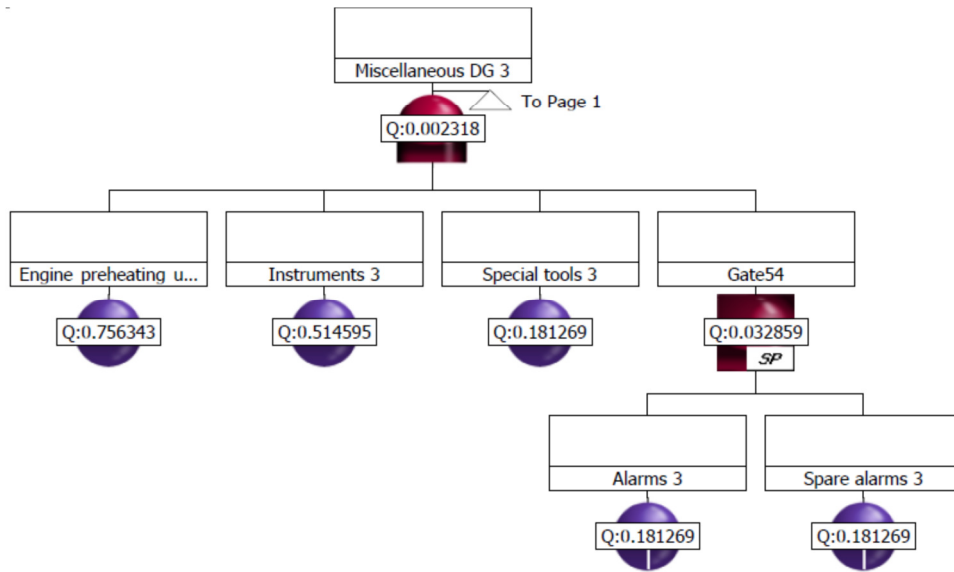 Miscellaneous DG 3
To Page 1
Q:0.002318
Engine preheating u...
Instruments 3
Special tools 3
Gate54
Q:0.756343
Q:0.514595
Q:0.181269
Q:0.032859
SP
Alarms 3
Spare alarms 3
Q:0.181269
Q:0.181269